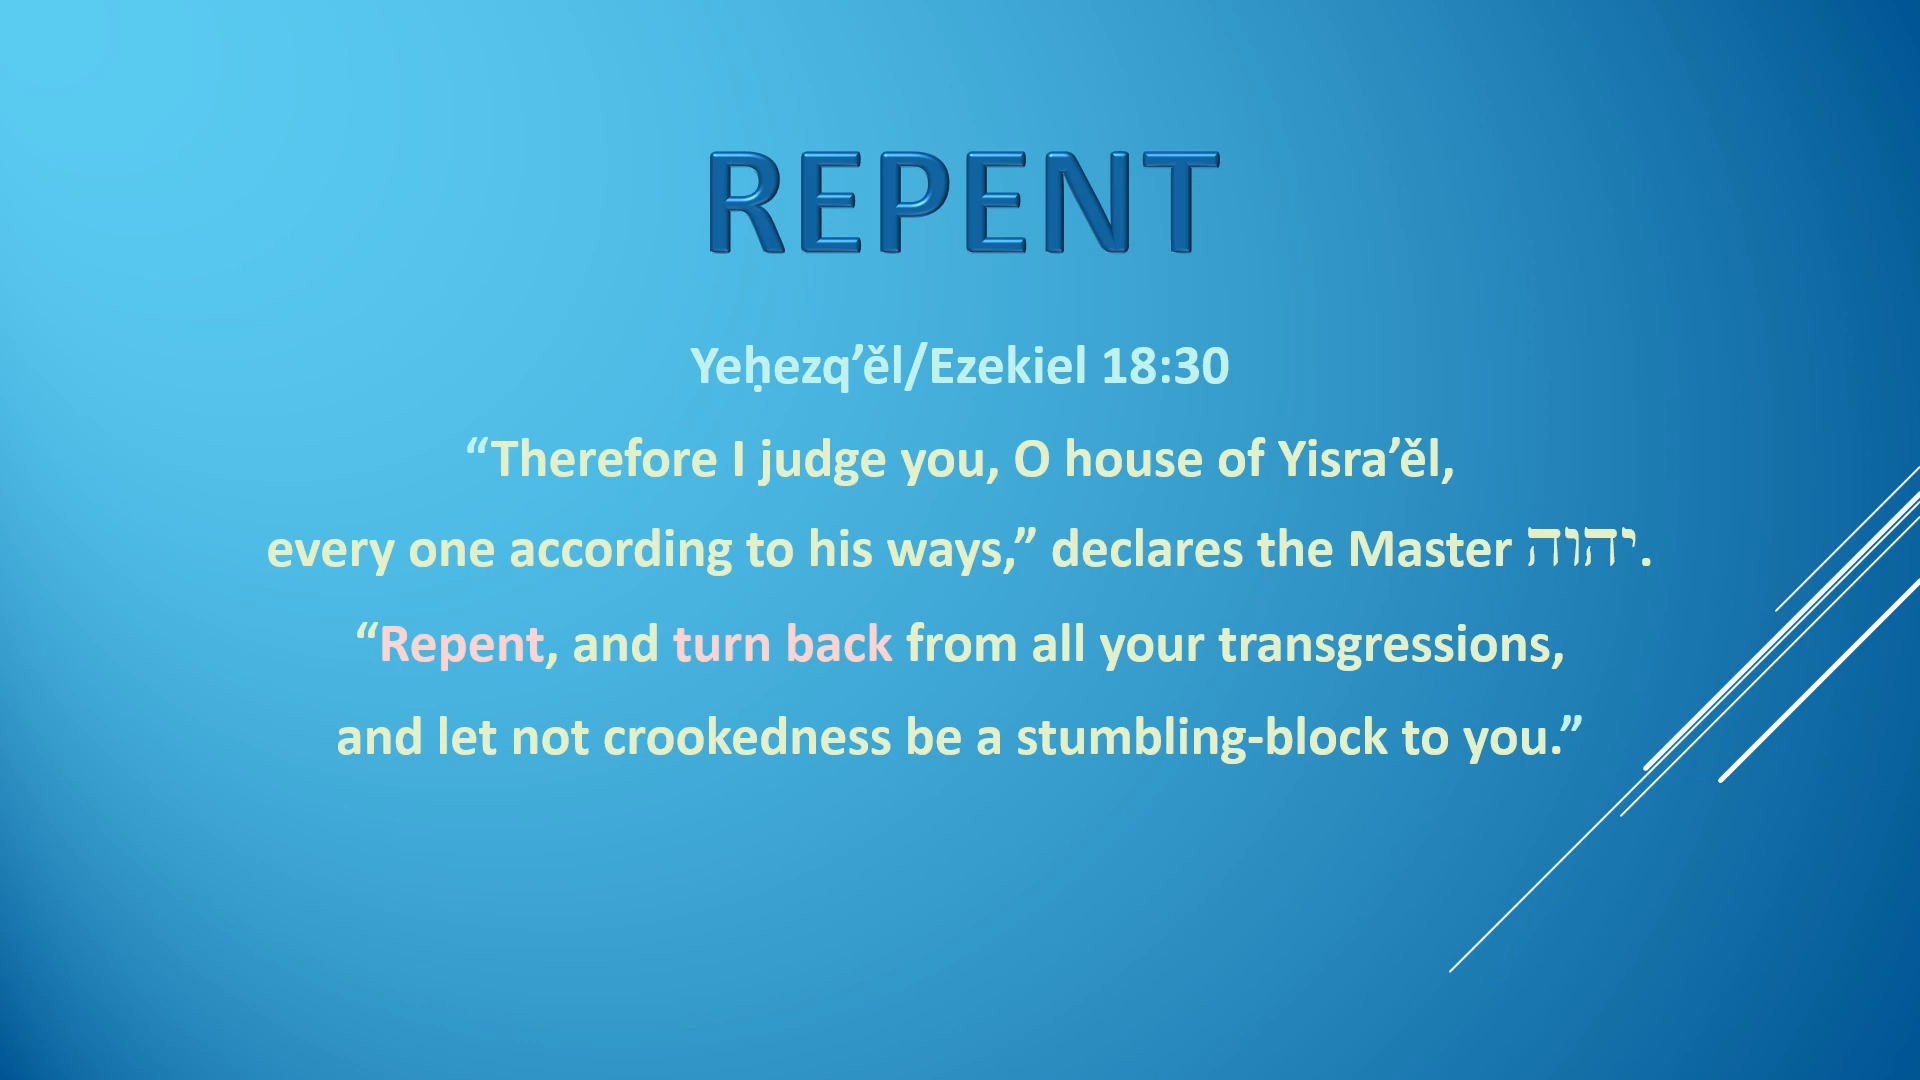 REPENT
Yeḥezq’ěl/Ezekiel 18:30
“Therefore I judge you, O house of Yisra’ěl,
every one according to his ways,” declares the Master יהוה.
“Repent, and turn back from all your transgressions,
and let not crookedness be a stumbling-block to you.”